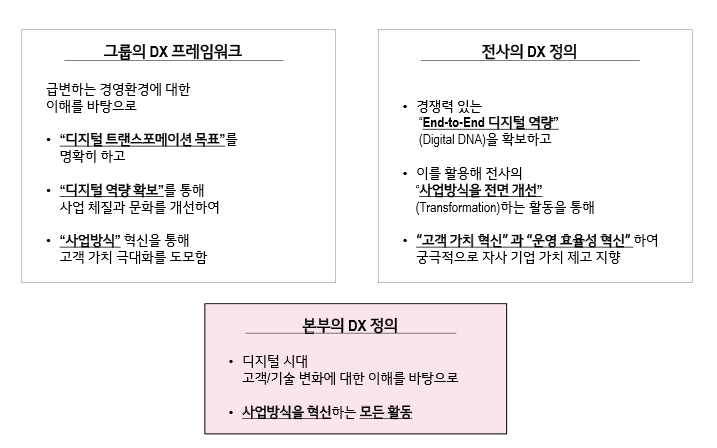 그룹의 DX 프레임워크
급변하는 경영환경에 대한
이해를 바탕으로
• “디지털 트랜스포메이션 목표”를
명확히 하고
• “디지털 역량 확보”를 통해
사업 체질과 문화를 개선하여
• “사업방식” 혁신을 통해
고객 가치 극대화를 도모함
전사의 DX 정의
• 경쟁력 있는
“End-to-End 디지털 역량”
(Digital DNA)을 확보하고
• 이를 활용해 전사의
“사업방식을 전면 개선”
(Transformation)하는 활동을 통해
• “고객 가치 혁신” 과 “운영 효율성 혁신” 하여
궁극적으로 자사 기업 가치 제고 지향
본부의 DX 정의
• 디지털 시대
고객/기술 변화에 대한 이해를 바탕으로
• 사업방식을 혁신하는 모든 활동